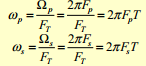 ω_p = Ω_p / F_T = 2πF_p / F_T = 2πF_pT
ω_s = Ω_s / F_T = 2πF_s / F_T = 2πF_sT